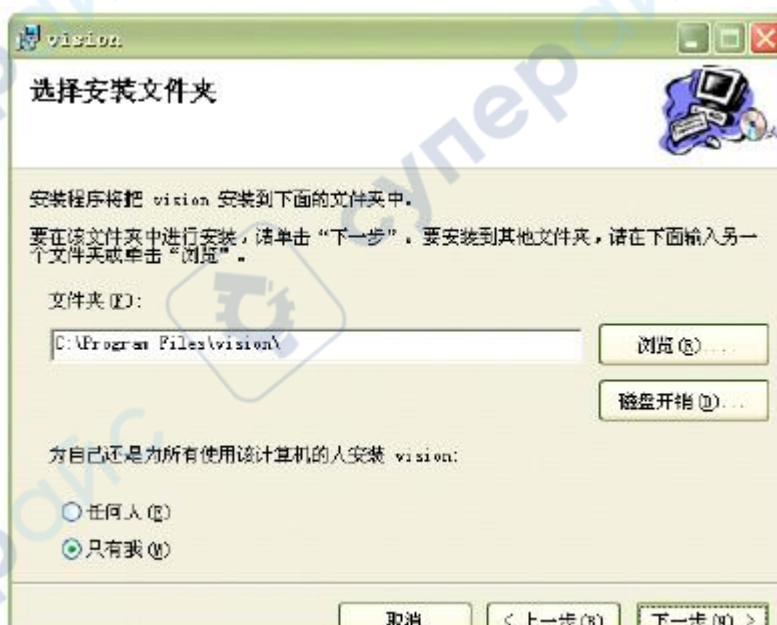 vision
选择安装文件夹
安装程序将把 vision 安装到下面的文件夹中。
要在该文件夹中进行安装,请单击“下一步”。要安装到其他文件夹,请在下面输入另一
个文件夹或单击“浏览”。
文件夹(F):
C:\Program Files\vision\
浏览(R)....
磁盘开销(D)...
为自己还是为所有使用该计算机的人安装 vision:
任何人(E)
只有我(M)
取消
< 上一步(B)
下一步(N) >
супер
айс